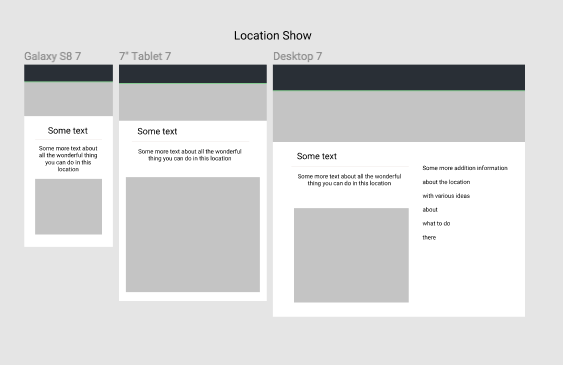 Location Show
Galaxy S8 7
Some text
Some more text about
all the wonderful thing
you can do in this
location
7" Tablet 7
Some text
Some more text about all the wonderful
thing you can do in this location
Desktop 7
Some text
Some more text about all the wonderful
thing you can do in this location
Some more addition information
about the location
with various ideas
about
what to do
there